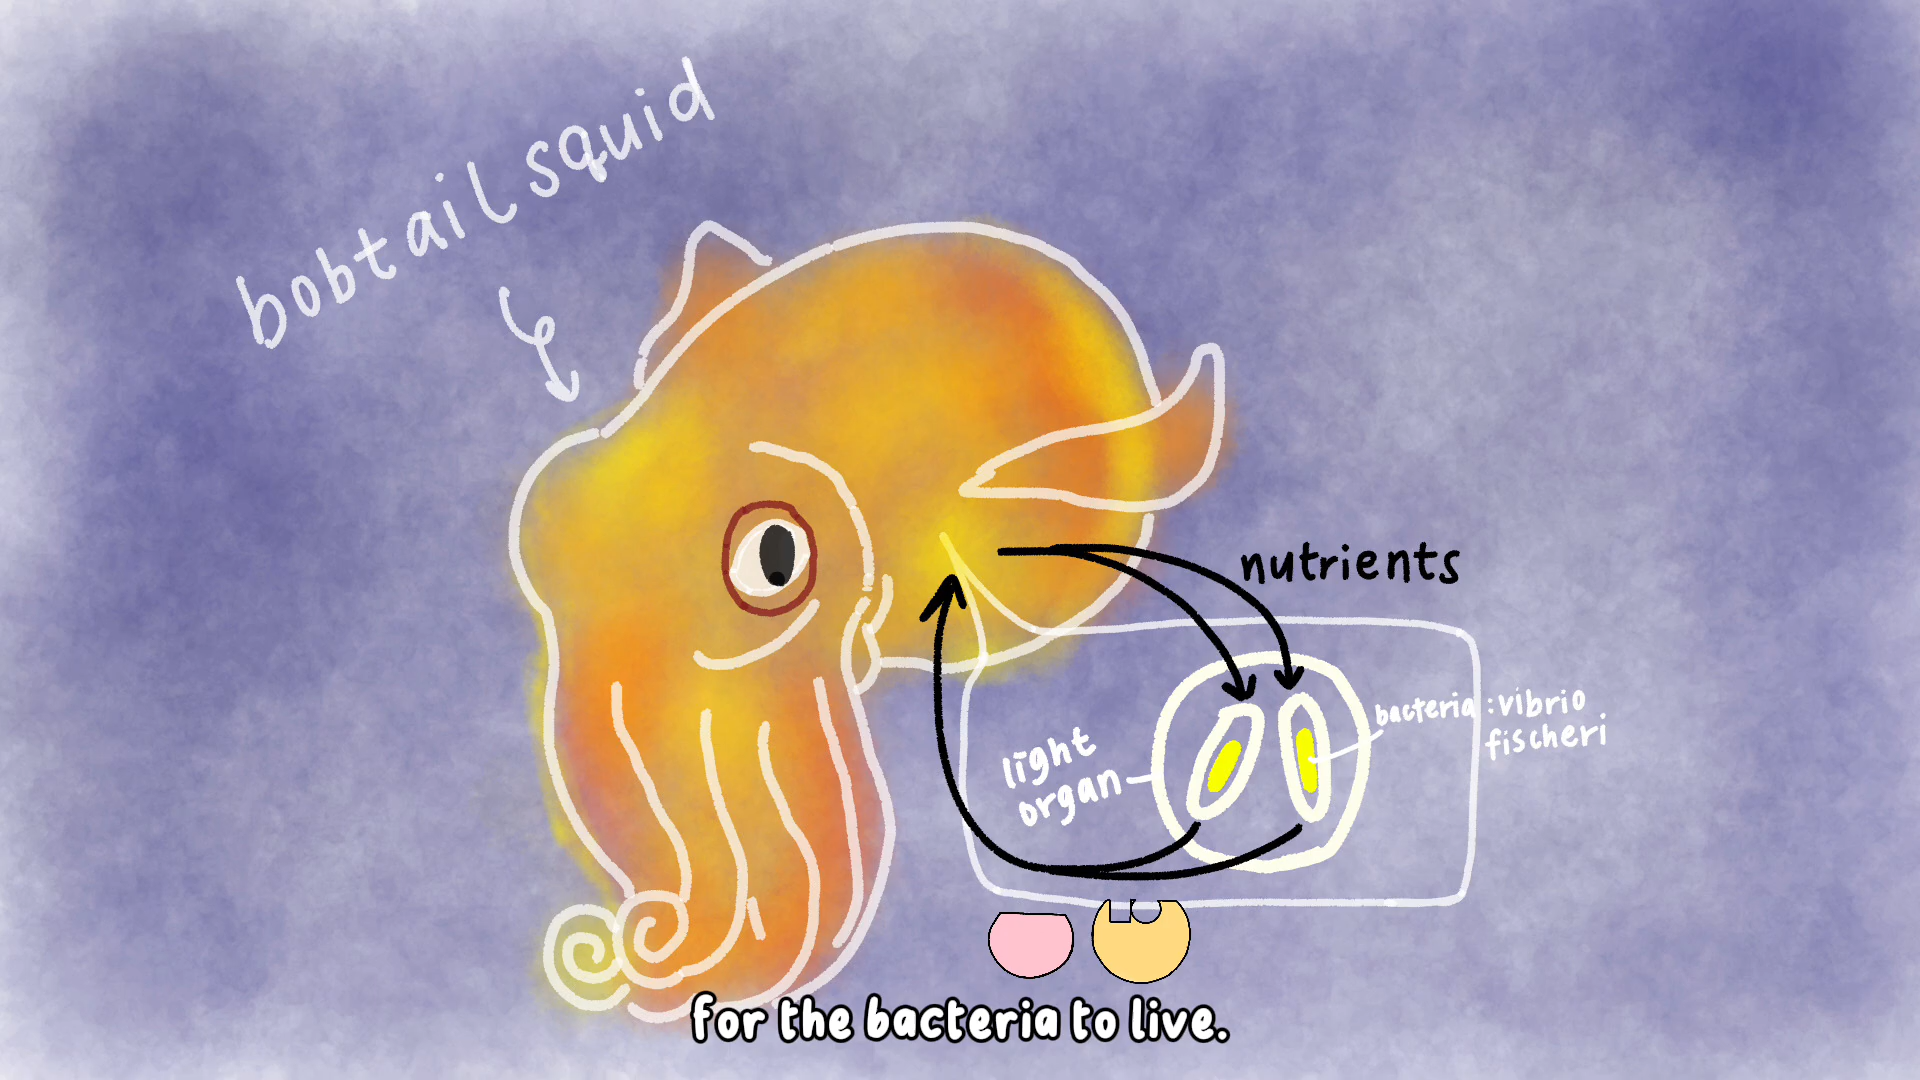 bobtail squid
nutrients
bacteria : vibrio
fischeri
light
organ
for the bacteria to live.